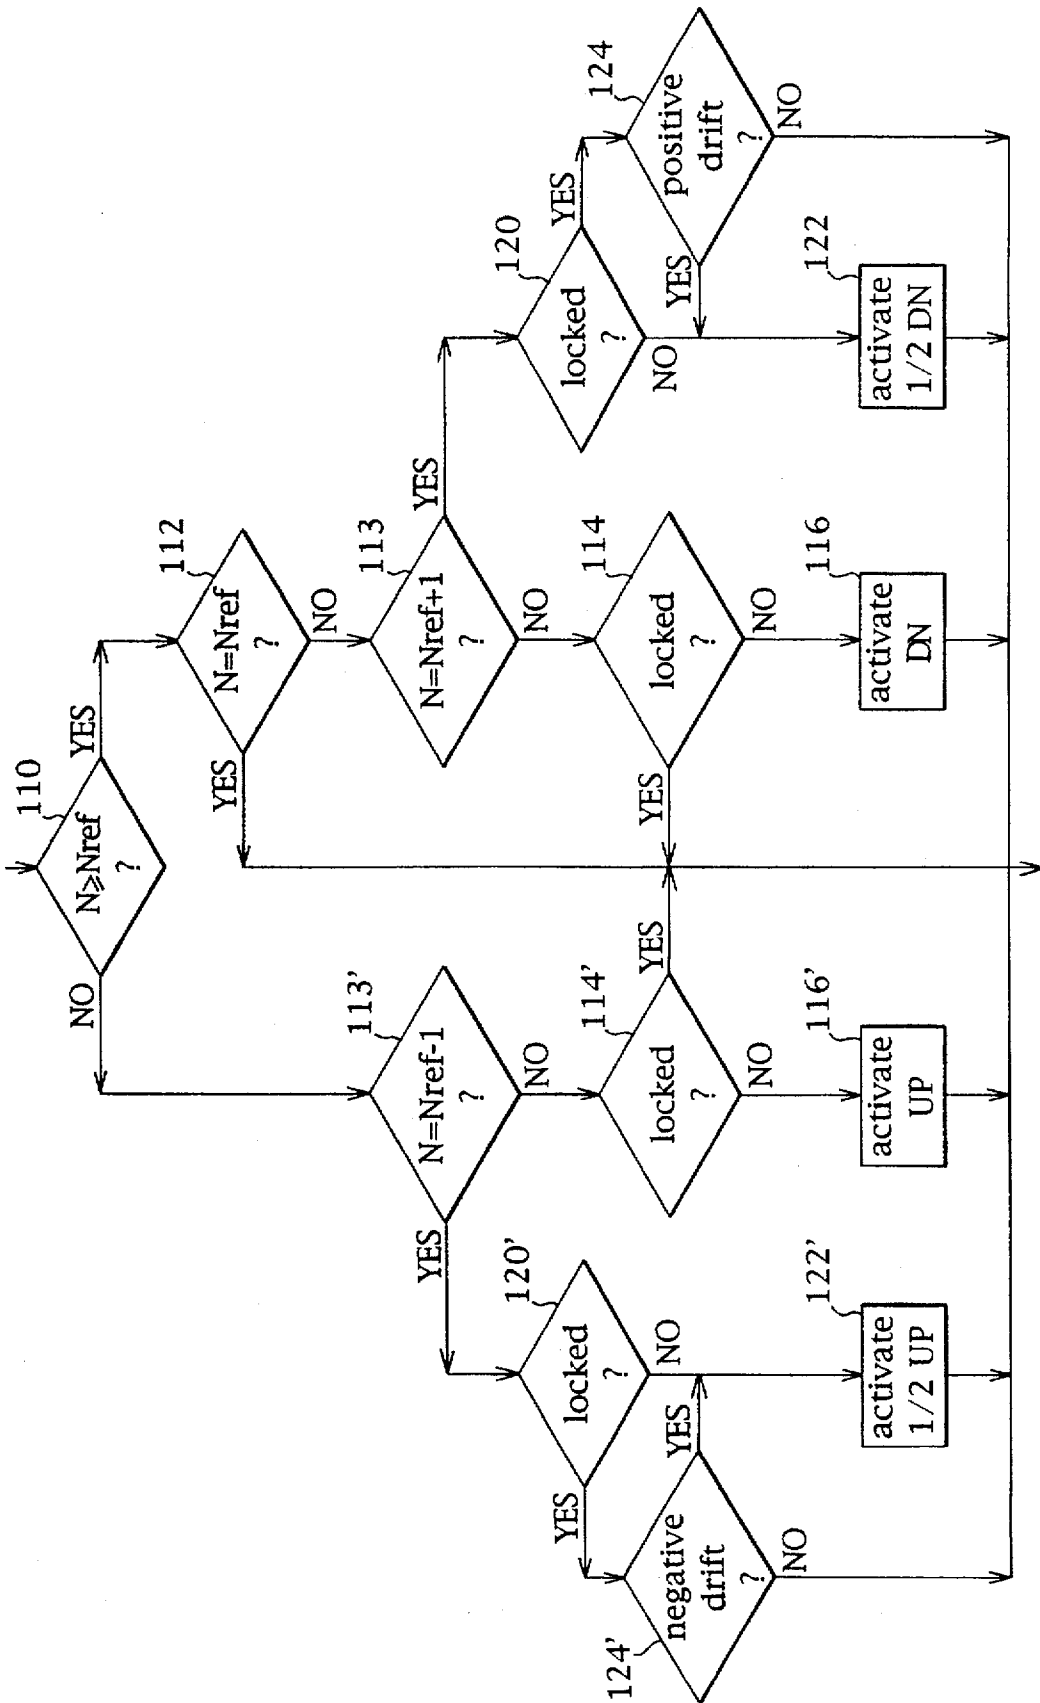 110
N⩾Nref
?
NO
YES
112
N=Nref
?
YES
NO
113'
N=Nref-1
?
YES
NO
113
N=Nref+1
?
YES
NO
120'
locked
?
YES
NO
114'
locked
?
YES
NO
114
locked
?
YES
NO
120
locked
?
YES
NO
124'
negative
drift
?
YES
NO
124
positive
drift
?
YES
NO
122'
activate
1/2 UP
116'
activate
UP
116
activate
DN
122
activate
1/2 DN